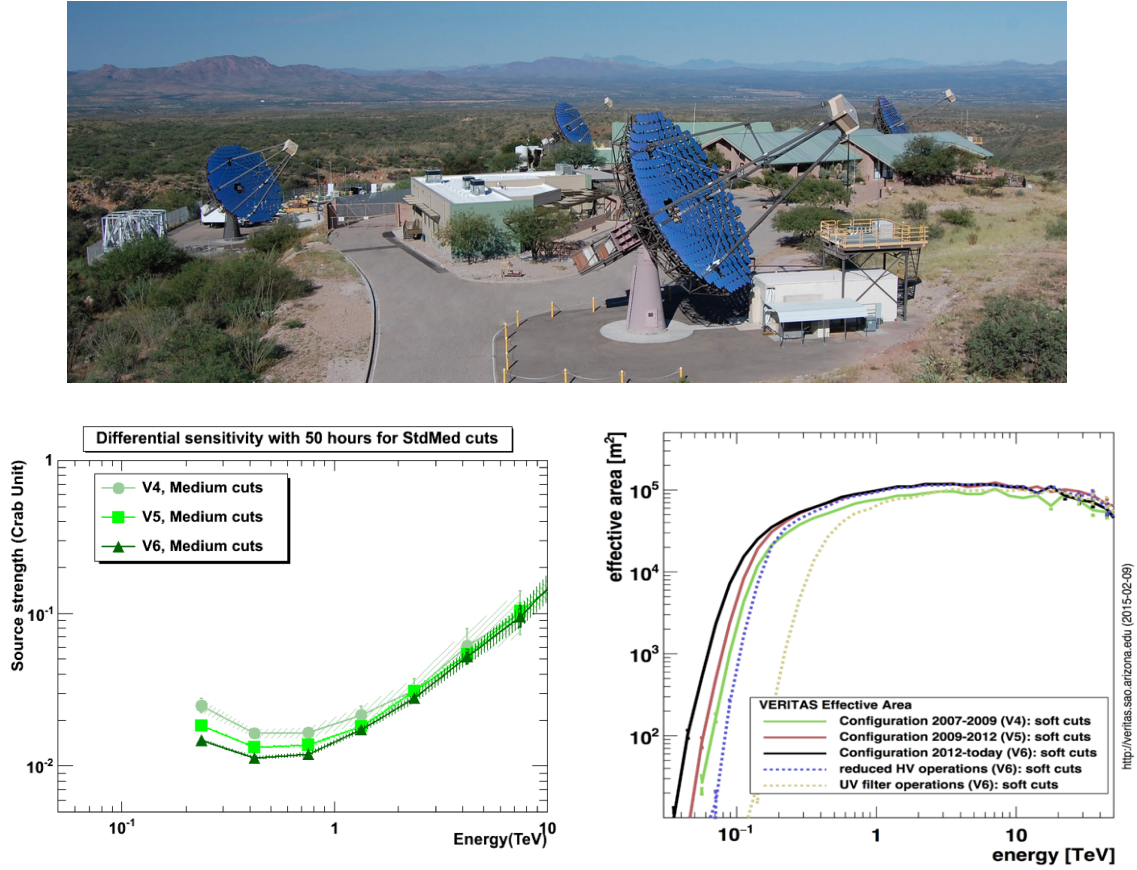 Differential sensitivity with 50 hours for StdMed cuts
Source strength (Crab Unit)
1
10⁻¹
10⁻²
V4, Medium cuts
V5, Medium cuts
V6, Medium cuts
10⁻¹
1
10
Energy(TeV)
effective area [m²]
10⁵
10⁴
10³
10²
VERITAS Effective Area
Configuration 2007-2009 (V4): soft cuts
Configuration 2009-2012 (V5): soft cuts
Configuration 2012-today (V6): soft cuts
reduced HV operations (V6): soft cuts
UV filter operations (V6): soft cuts
10⁻¹
1
10
energy [TeV]
http://veritas.sao.arizona.edu (2015-02-09)